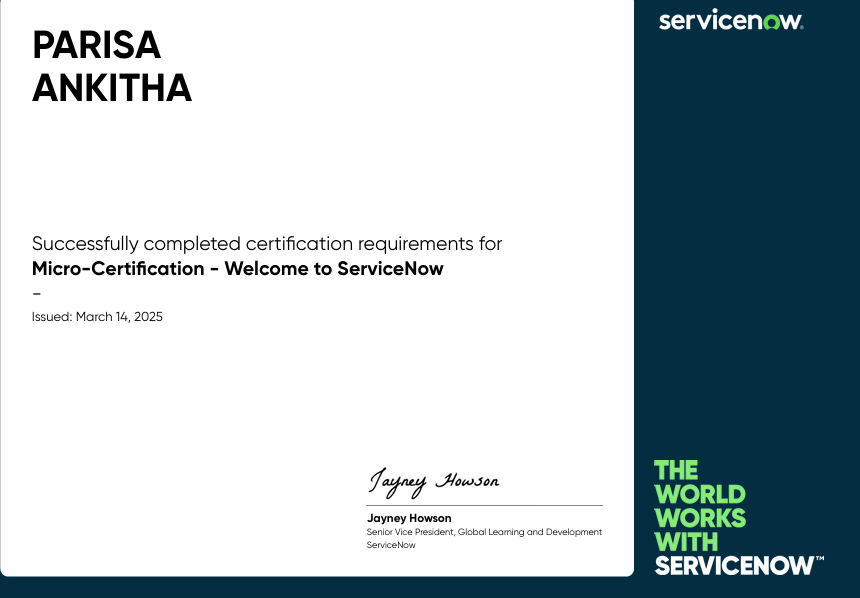 PARISA
ANKITHA
servicenow®
Successfully completed certification requirements for
Micro-Certification - Welcome to ServiceNow
–
Issued: March 14, 2025
Jayney Howson
Jayney Howson
Senior Vice President, Global Learning and Development
ServiceNow
THE
WORLD
WORKS
WITH
SERVICENOW™